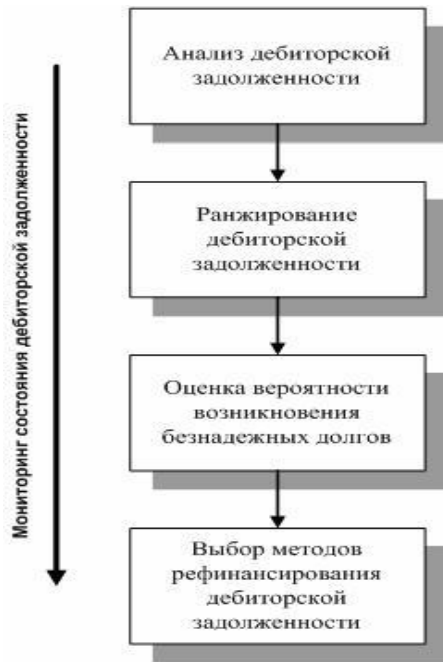 Мониторинг состояния дебиторской задолженности
Анализ дебиторской
задолженности
Ранжирование
дебиторской
задолженности
Оценка вероятности
возникновения
безнадежных долгов
Выбор методов
рефинансирования
дебиторской
задолженности